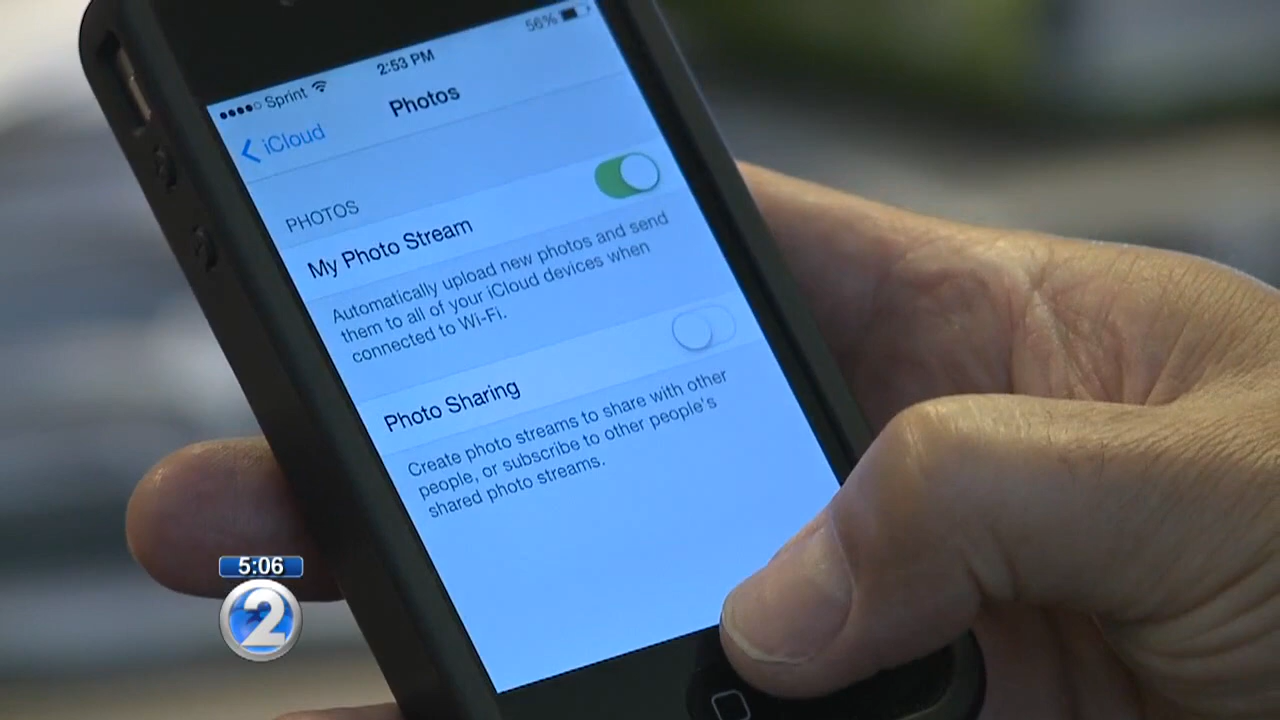 56%
2:53 PM
Sprint
Photos
iCloud
PHOTOS
My Photo Stream
Automatically upload new photos and send
them to all of your iCloud devices when
connected to Wi-Fi.
Photo Sharing
Create photo streams to share with other
people, or subscribe to other people's
shared photo streams.
5:06
2